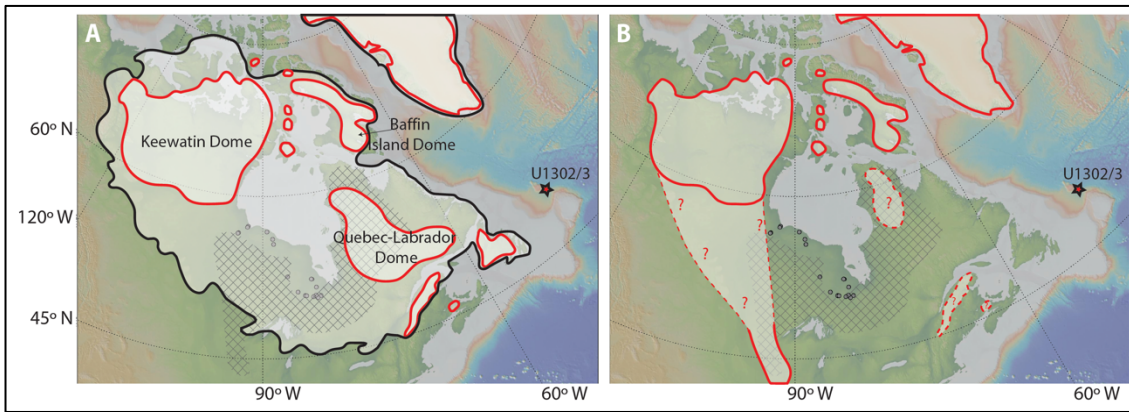 A
B
60° N
Keewatin Dome
Baffin
Island Dome
U1302/3
U1302/3
120° W
Quebec-Labrador
Dome
?
?
?
?
?
?
?
45° N
90° W
60° W
90° W
60° W